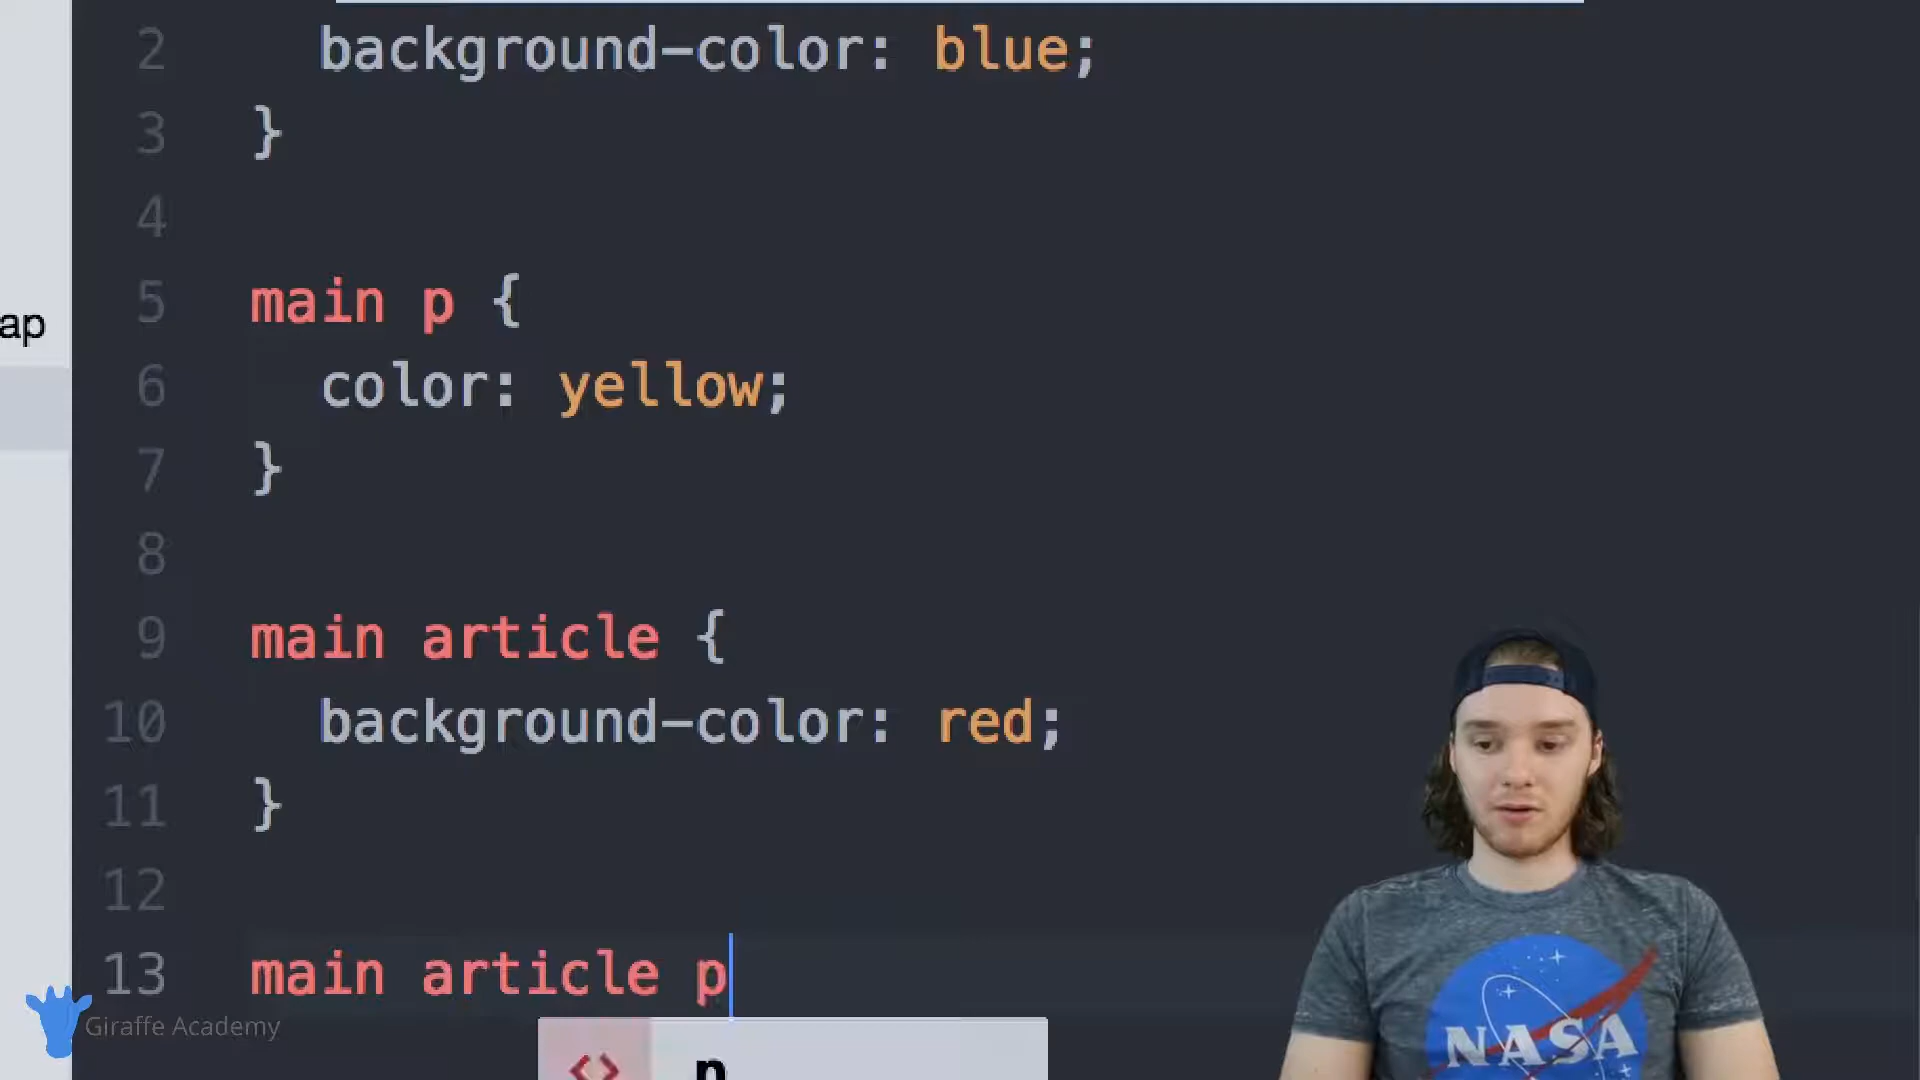 2 background-color: blue;
3 }
4
5 main p {
ap
6 color: yellow;
7 }
8
9 main article {
10 background-color: red;
11 }
12
13 main article p
Giraffe Academy
<> p
NASA